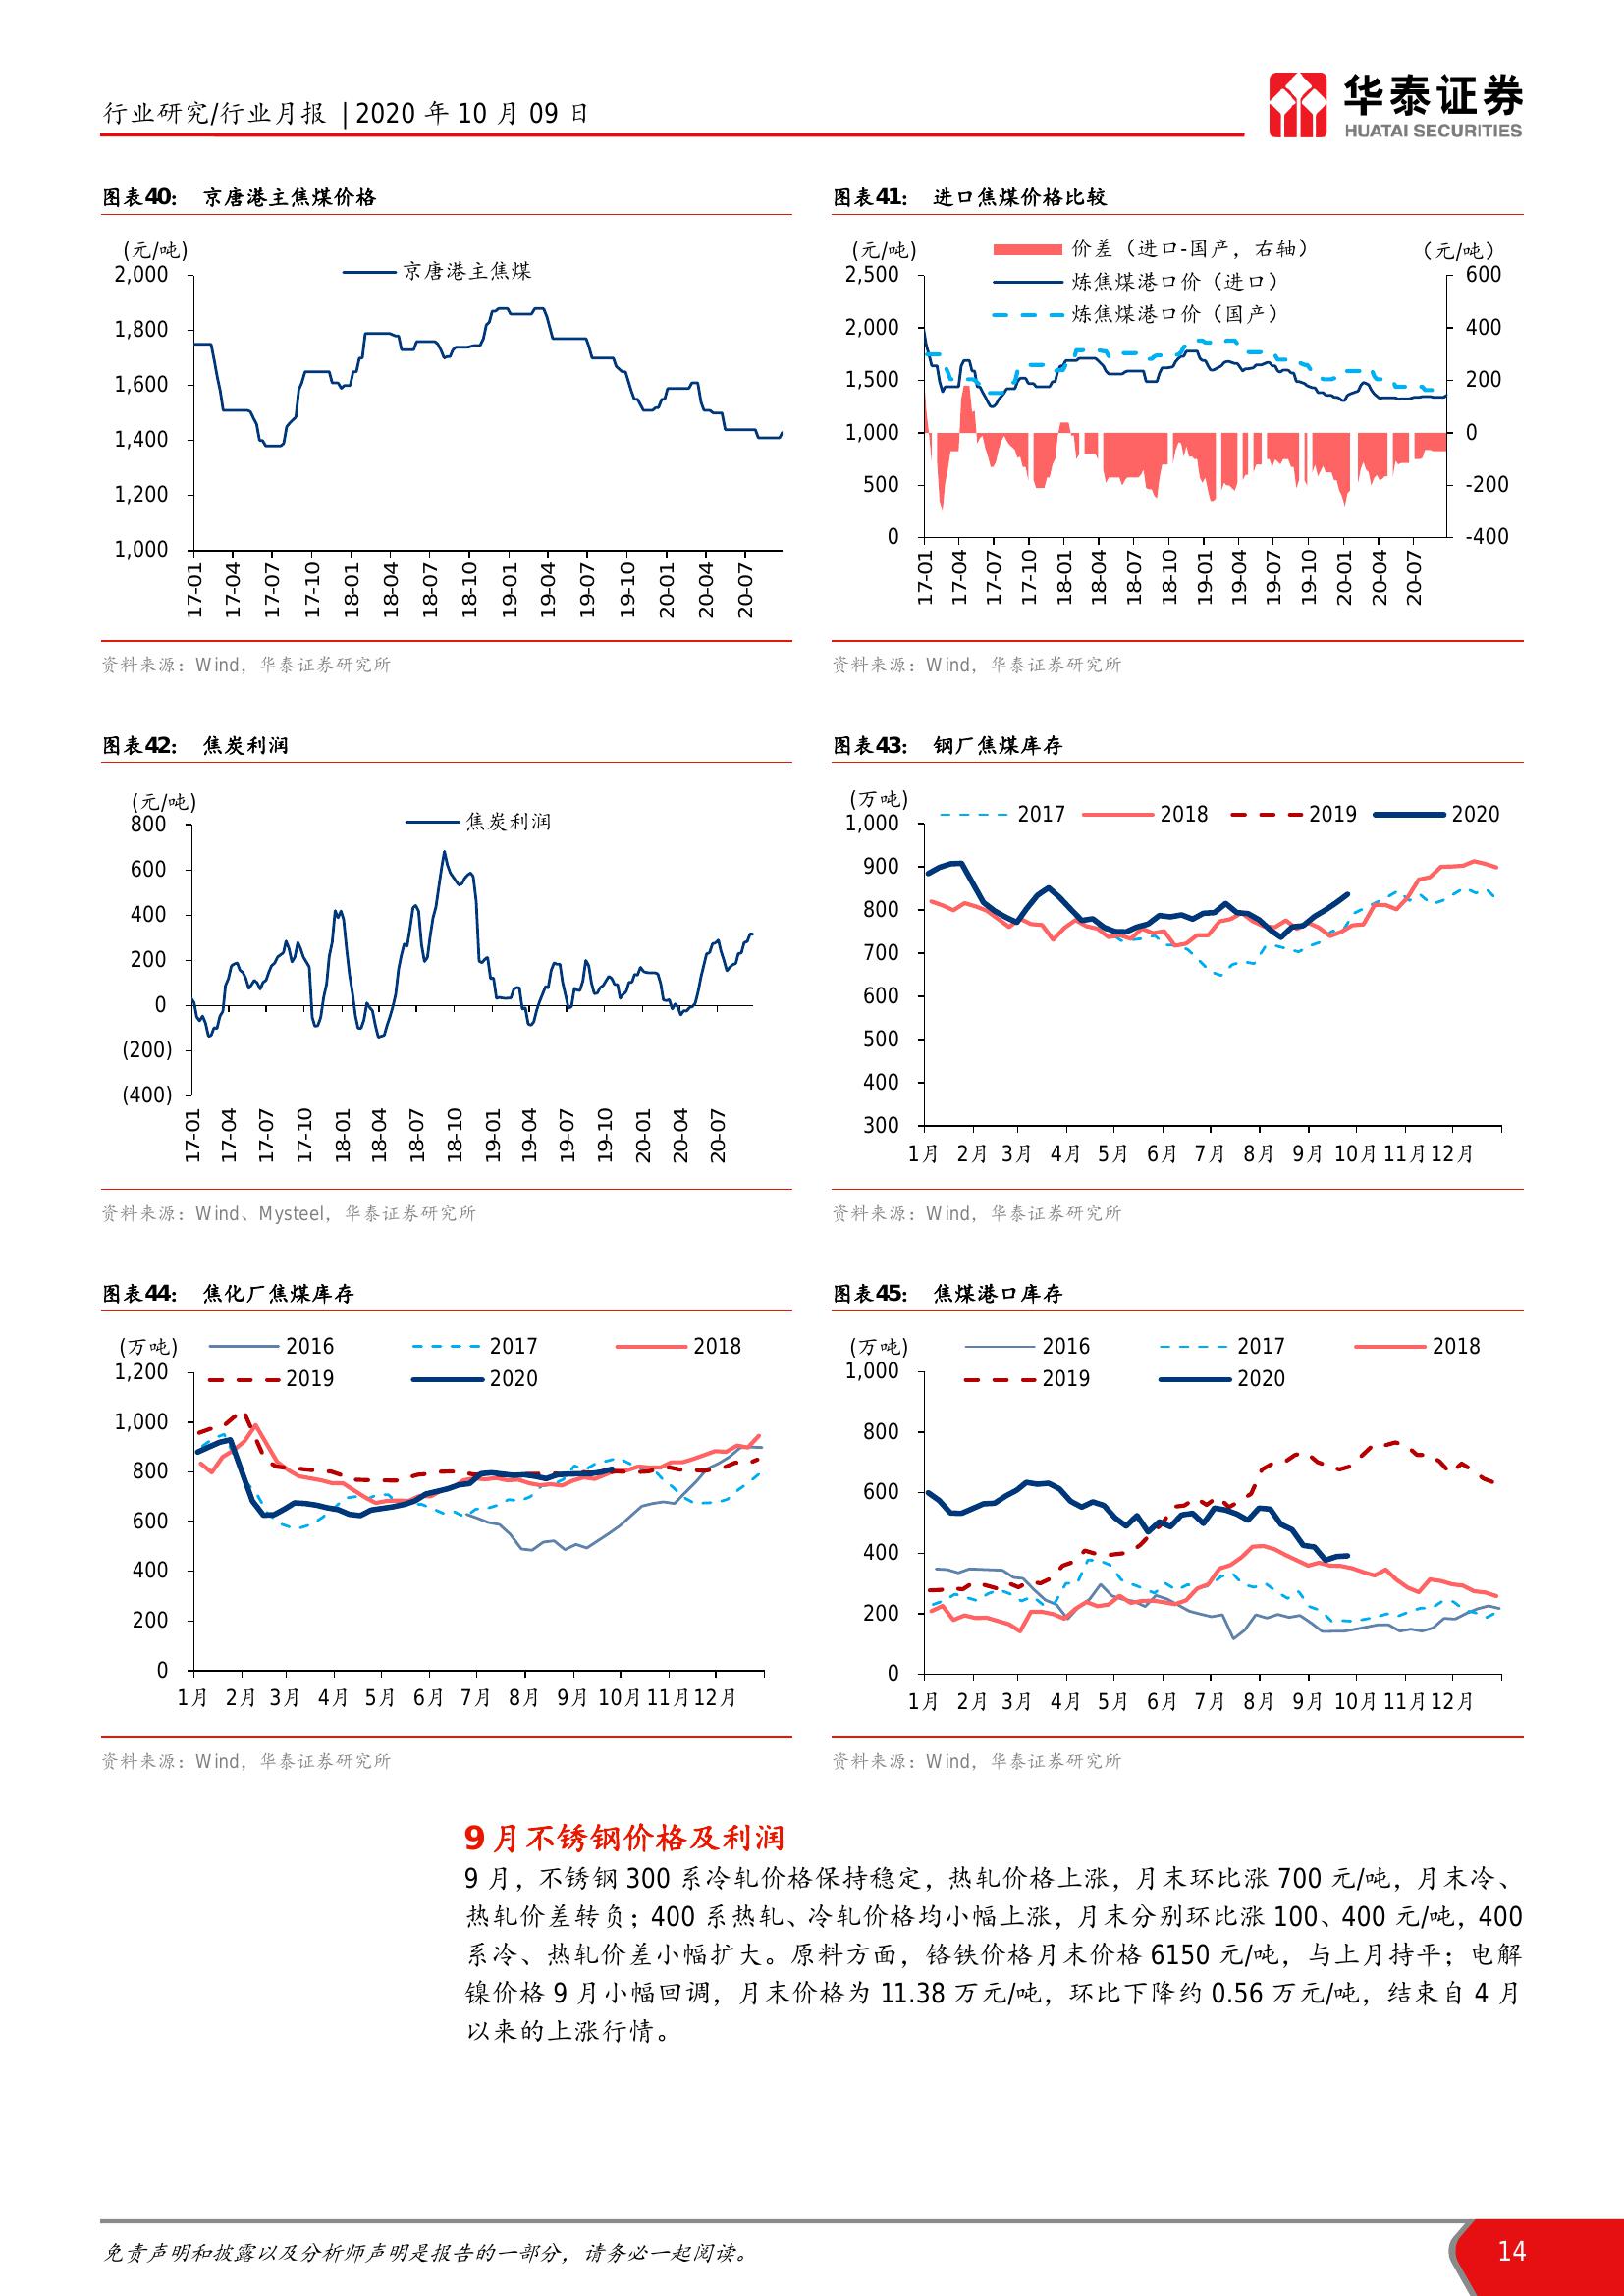 行业研究/行业月报 | 2020 年 10 月 09 日
华泰证券
HUATAI SECURITIES
图表40： 京唐港主焦煤价格
(元/吨)
京唐港主焦煤
2,000
1,800
1,600
1,400
1,200
1,000
17-01 17-04 17-07 17-10 18-01 18-04 18-07 18-10 19-01 19-04 19-07 19-10 20-01 20-04 20-07
资料来源：Wind，华泰证券研究所
图表41： 进口焦煤价格比较
(元/吨)
价差（进口-国产，右轴）
（元/吨）
炼焦煤港口价（进口）
炼焦煤港口价（国产）
2,500
2,000
1,500
1,000
500
0
600
400
200
0
-200
-400
17-01 17-04 17-07 17-10 18-01 18-04 18-07 18-10 19-01 19-04 19-07 19-10 20-01 20-04 20-07
资料来源：Wind，华泰证券研究所
图表42： 焦炭利润
(元/吨)
焦炭利润
800
600
400
200
0
(200)
(400)
17-01 17-04 17-07 17-10 18-01 18-04 18-07 18-10 19-01 19-04 19-07 19-10 20-01 20-04 20-07
资料来源：Wind、Mysteel，华泰证券研究所
图表43： 钢厂焦煤库存
(万吨)
2017 2018 2019 2020
1,000
900
800
700
600
500
400
300
1月 2月 3月 4月 5月 6月 7月 8月 9月 10月 11月 12月
资料来源：Wind，华泰证券研究所
图表44： 焦化厂焦煤库存
(万吨)
2016 2017 2018
2019 2020
1,200
1,000
800
600
400
200
0
1月 2月 3月 4月 5月 6月 7月 8月 9月 10月 11月 12月
资料来源：Wind，华泰证券研究所
图表45： 焦煤港口库存
(万吨)
2016 2017 2018
2019 2020
1,000
800
600
400
200
0
1月 2月 3月 4月 5月 6月 7月 8月 9月 10月 11月 12月
资料来源：Wind，华泰证券研究所
9 月不锈钢价格及利润
9 月，不锈钢 300 系冷轧价格保持稳定，热轧价格上涨，月末环比涨 700 元/吨，月末冷、
热轧价差转负；400 系热轧、冷轧价格均小幅上涨，月末分别环比涨 100、400 元/吨，400
系冷、热轧价差小幅扩大。原料方面，铬铁价格月末价格 6150 元/吨，与上月持平；电解
镍价格 9 月小幅回调，月末价格为 11.38 万元/吨，环比下降约 0.56 万元/吨，结束自 4 月
以来的上涨行情。
免责声明和披露以及分析师声明是报告的一部分，请务必一起阅读。
14